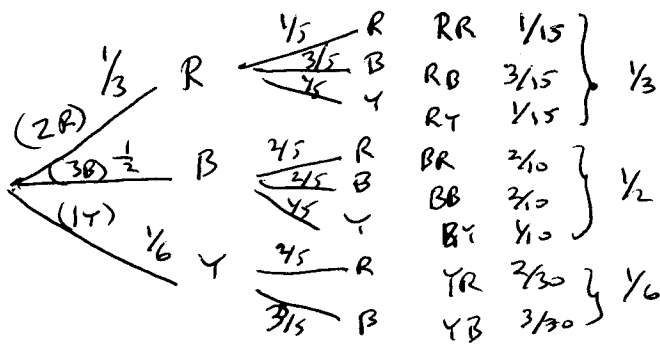 1/5 R RR 1/15
1/3 R 3/5 B RB 3/15 1/3
1/5 Y RY 1/15
(2R)
2/5 R BR 2/10
(3B) 1/2 B 2/5 B BB 2/10 1/2
1/5 Y BY 1/10
(1Y)
1/6 Y 2/5 R YR 2/30 1/6
3/5 B YB 3/30